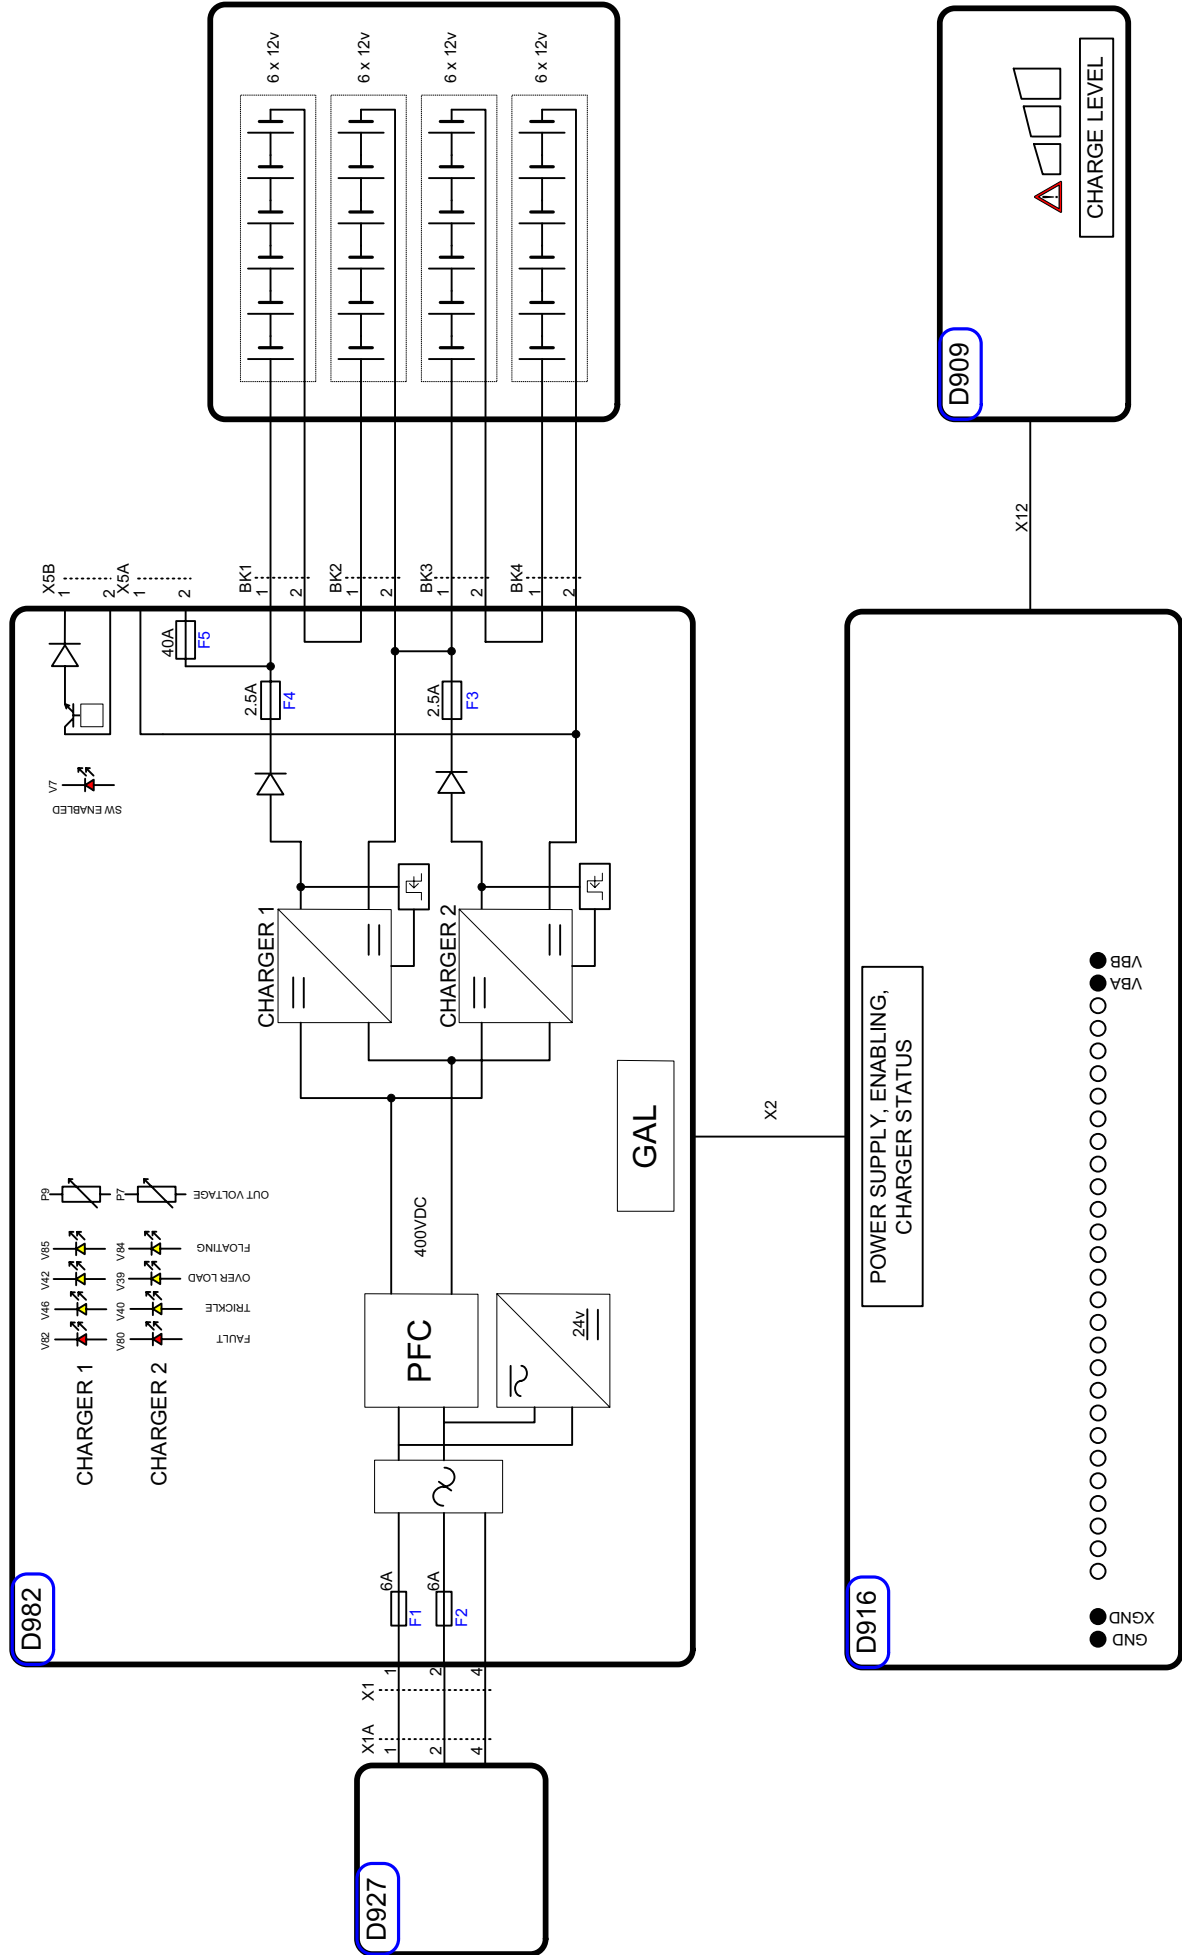 D927
X1A
1
2
4
X1
1
2
4
D982
6A
F1
6A
F2
CHARGER 1
V82
V46
V42
V85
P9
CHARGER 2
V80
V40
V39
V84
P7
FAULT
TRICKLE
OVER LOAD
FLOATING
OUT VOLTAGE
V7
SW ENABLED
PFC
24v
400VDC
GAL
CHARGER 1
CHARGER 2
2.5A
F4
2.5A
F3
40A
F5
X5B
1
2
X5A
1
2
BK1
1
2
BK2
1
2
BK3
1
2
BK4
1
2
6 x 12v
6 x 12v
6 x 12v
6 x 12v
X2
D916
POWER SUPPLY, ENABLING,
CHARGER STATUS
GND
XGND
VBA
VBB
X12
D909
CHARGE LEVEL